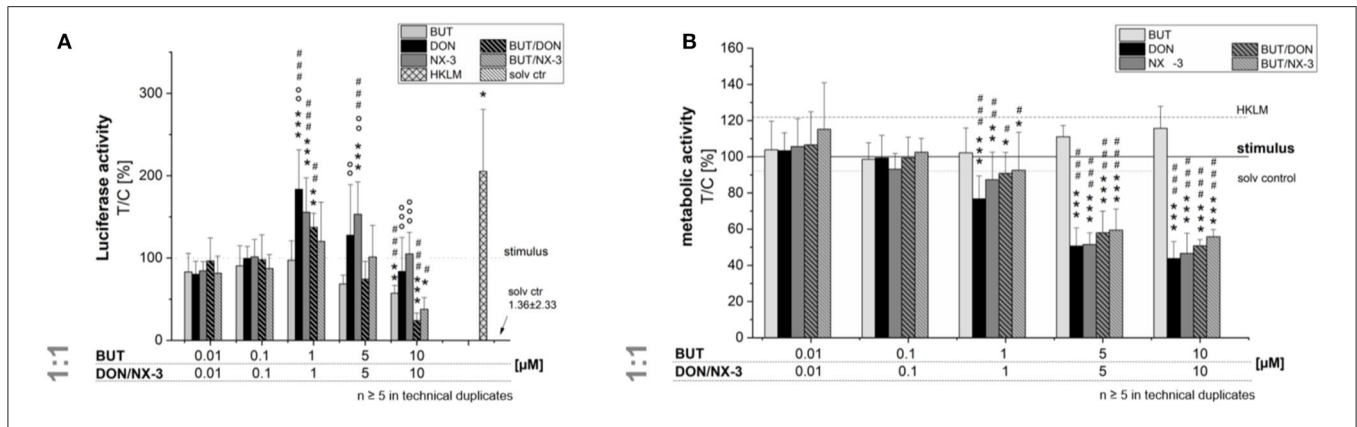 A
BUT
DON
NX-3
HKLM
BUT/DON
BUT/NX-3
solv ctr
Luciferase activity
T/C [%]
300
200
100
0
# # # ° ° * * *
# # # * * *
# # * *
° °
# # # ° ° * * *
# # # * *
° °
° °
# # # * * *
# *
*
stimulus
solv ctr
1.36±2.33
BUT 0.01 0.1 1 5 10 [µM]
DON/NX-3 0.01 0.1 1 5 10
1:1
n ≥ 5 in technical duplicates
B
BUT
DON
NX -3
BUT/DON
BUT/NX-3
metabolic activity
T/C [%]
160
140
120
100
80
60
40
20
0
# # # * * *
# # * *
# *
# *
# # # * * *
# # # * * *
# # # * * *
# # # * * *
# # # * * *
# # # * * *
# # # * * *
# # # * * *
HKLM
stimulus
solv control
BUT 0.01 0.1 1 5 10 [µM]
DON/NX-3 0.01 0.1 1 5 10
1:1
n ≥ 5 in technical duplicates